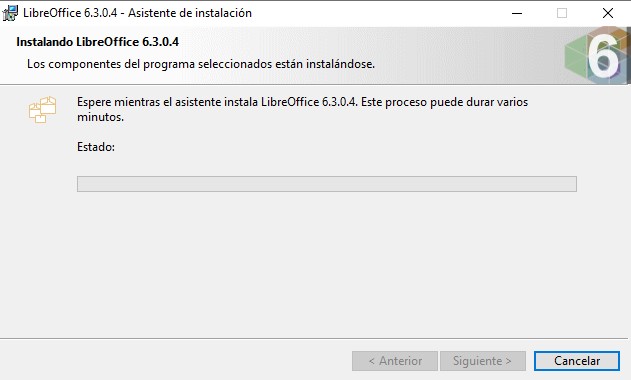 LibreOffice 6.3.0.4 - Asistente de instalación
Instalando LibreOffice 6.3.0.4
Los componentes del programa seleccionados están instalándose.
6
Espere mientras el asistente instala LibreOffice 6.3.0.4. Este proceso puede durar varios
minutos.
Estado:
< Anterior
Siguiente >
Cancelar